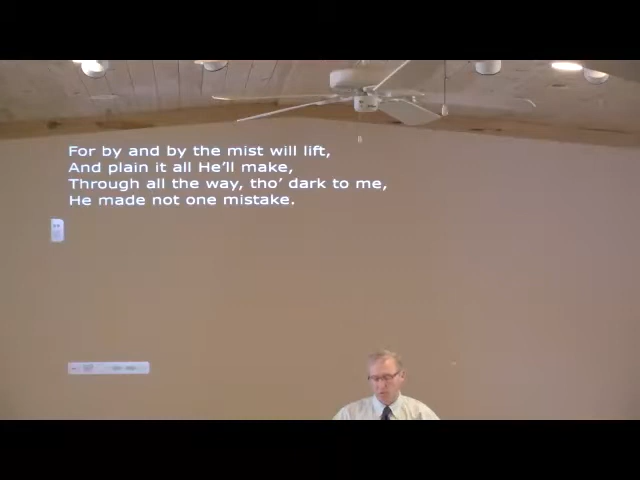 For by and by the mist will lift,
And plain it all He'll make,
Through all the way, tho' dark to me,
He made not one mistake.